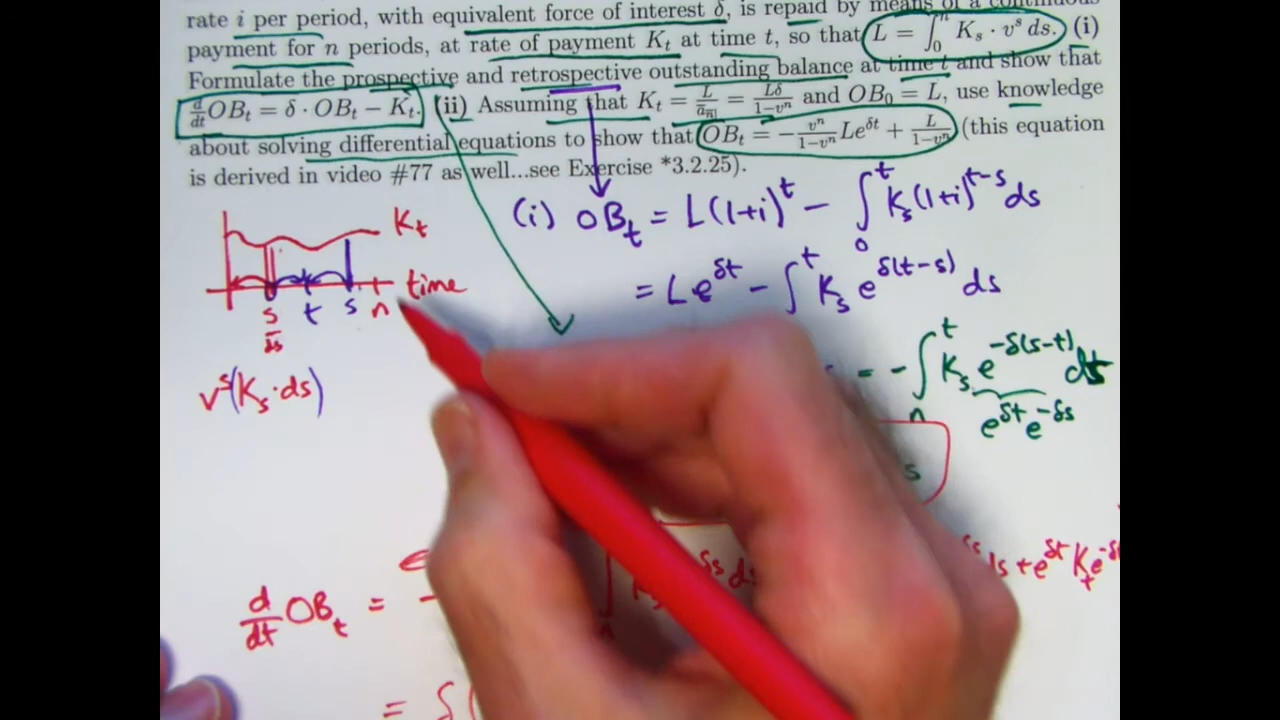 rate i per period, with equivalent force of interest δ, is repaid by means of a continuous
payment for n periods, at rate of payment K_t at time t, so that L = ∫_0^n K_s · v^s ds. (i)
Formulate the prospective and retrospective outstanding balance at time t and show that
d/dt OB_t = δ · OB_t − K_t. (ii) Assuming that K_t = L/ā_n̅| = Lδ/(1−v^n) and OB_0 = L, use knowledge
about solving differential equations to show that OB_t = −v^n/(1−v^n) Le^{δt} + L/(1−v^n) (this equation
is derived in video #77 as well...see Exercise *3.2.25).
K_t
(i) OB_t = L(1+i)^t − ∫_0^t K_s(1+i)^{t−s} ds
time
s t s n
ds
= Le^{δt} − ∫^t K_s e^{δ(t−s)} ds
= −∫_n^t K_s e^{−δ(s−t)} ds
v^s(K_s·ds)
e^{δt} e^{−δs}
s
d/dt OB_t = −
ds + e^{δt} K_t e^{−δ
= δ(